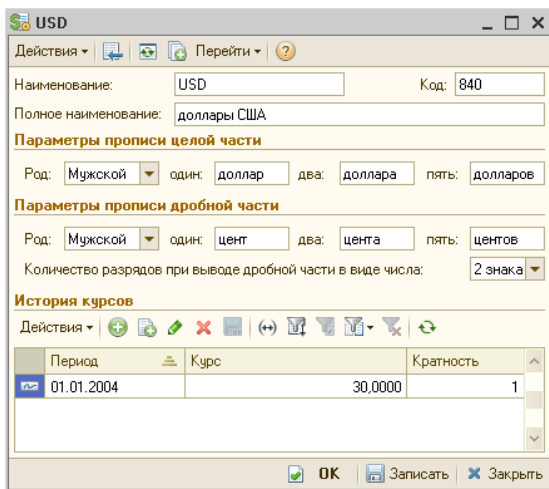 USD
Действия Перейти
Наименование: USD Код: 840
Полное наименование: доллары США
Параметры прописи целой части
Род: Мужской один: доллар два: доллара пять: долларов
Параметры прописи дробной части
Род: Мужской один: цент два: цента пять: центов
Количество разрядов при выводе дробной части в виде числа: 2 знака
История курсов
Действия
Период Курс Кратность
01.01.2004 30,0000 1
OK Записать Закрыть